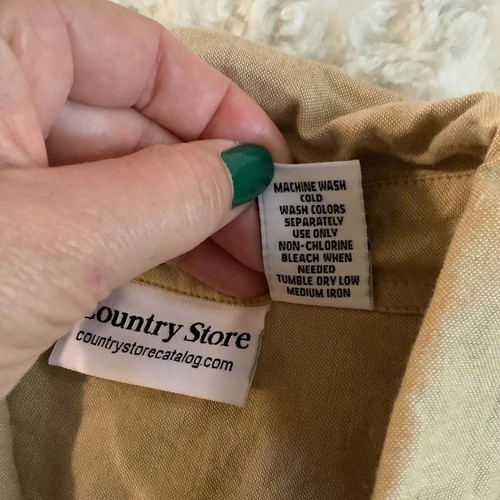 MACHINE WASH
COLD
WASH COLORS
SEPARATELY
USE ONLY
NON-CHLORINE
BLEACH WHEN
NEEDED
TUMBLE DRY LOW
MEDIUM IRON
Country Store
countrystorecatalog.com